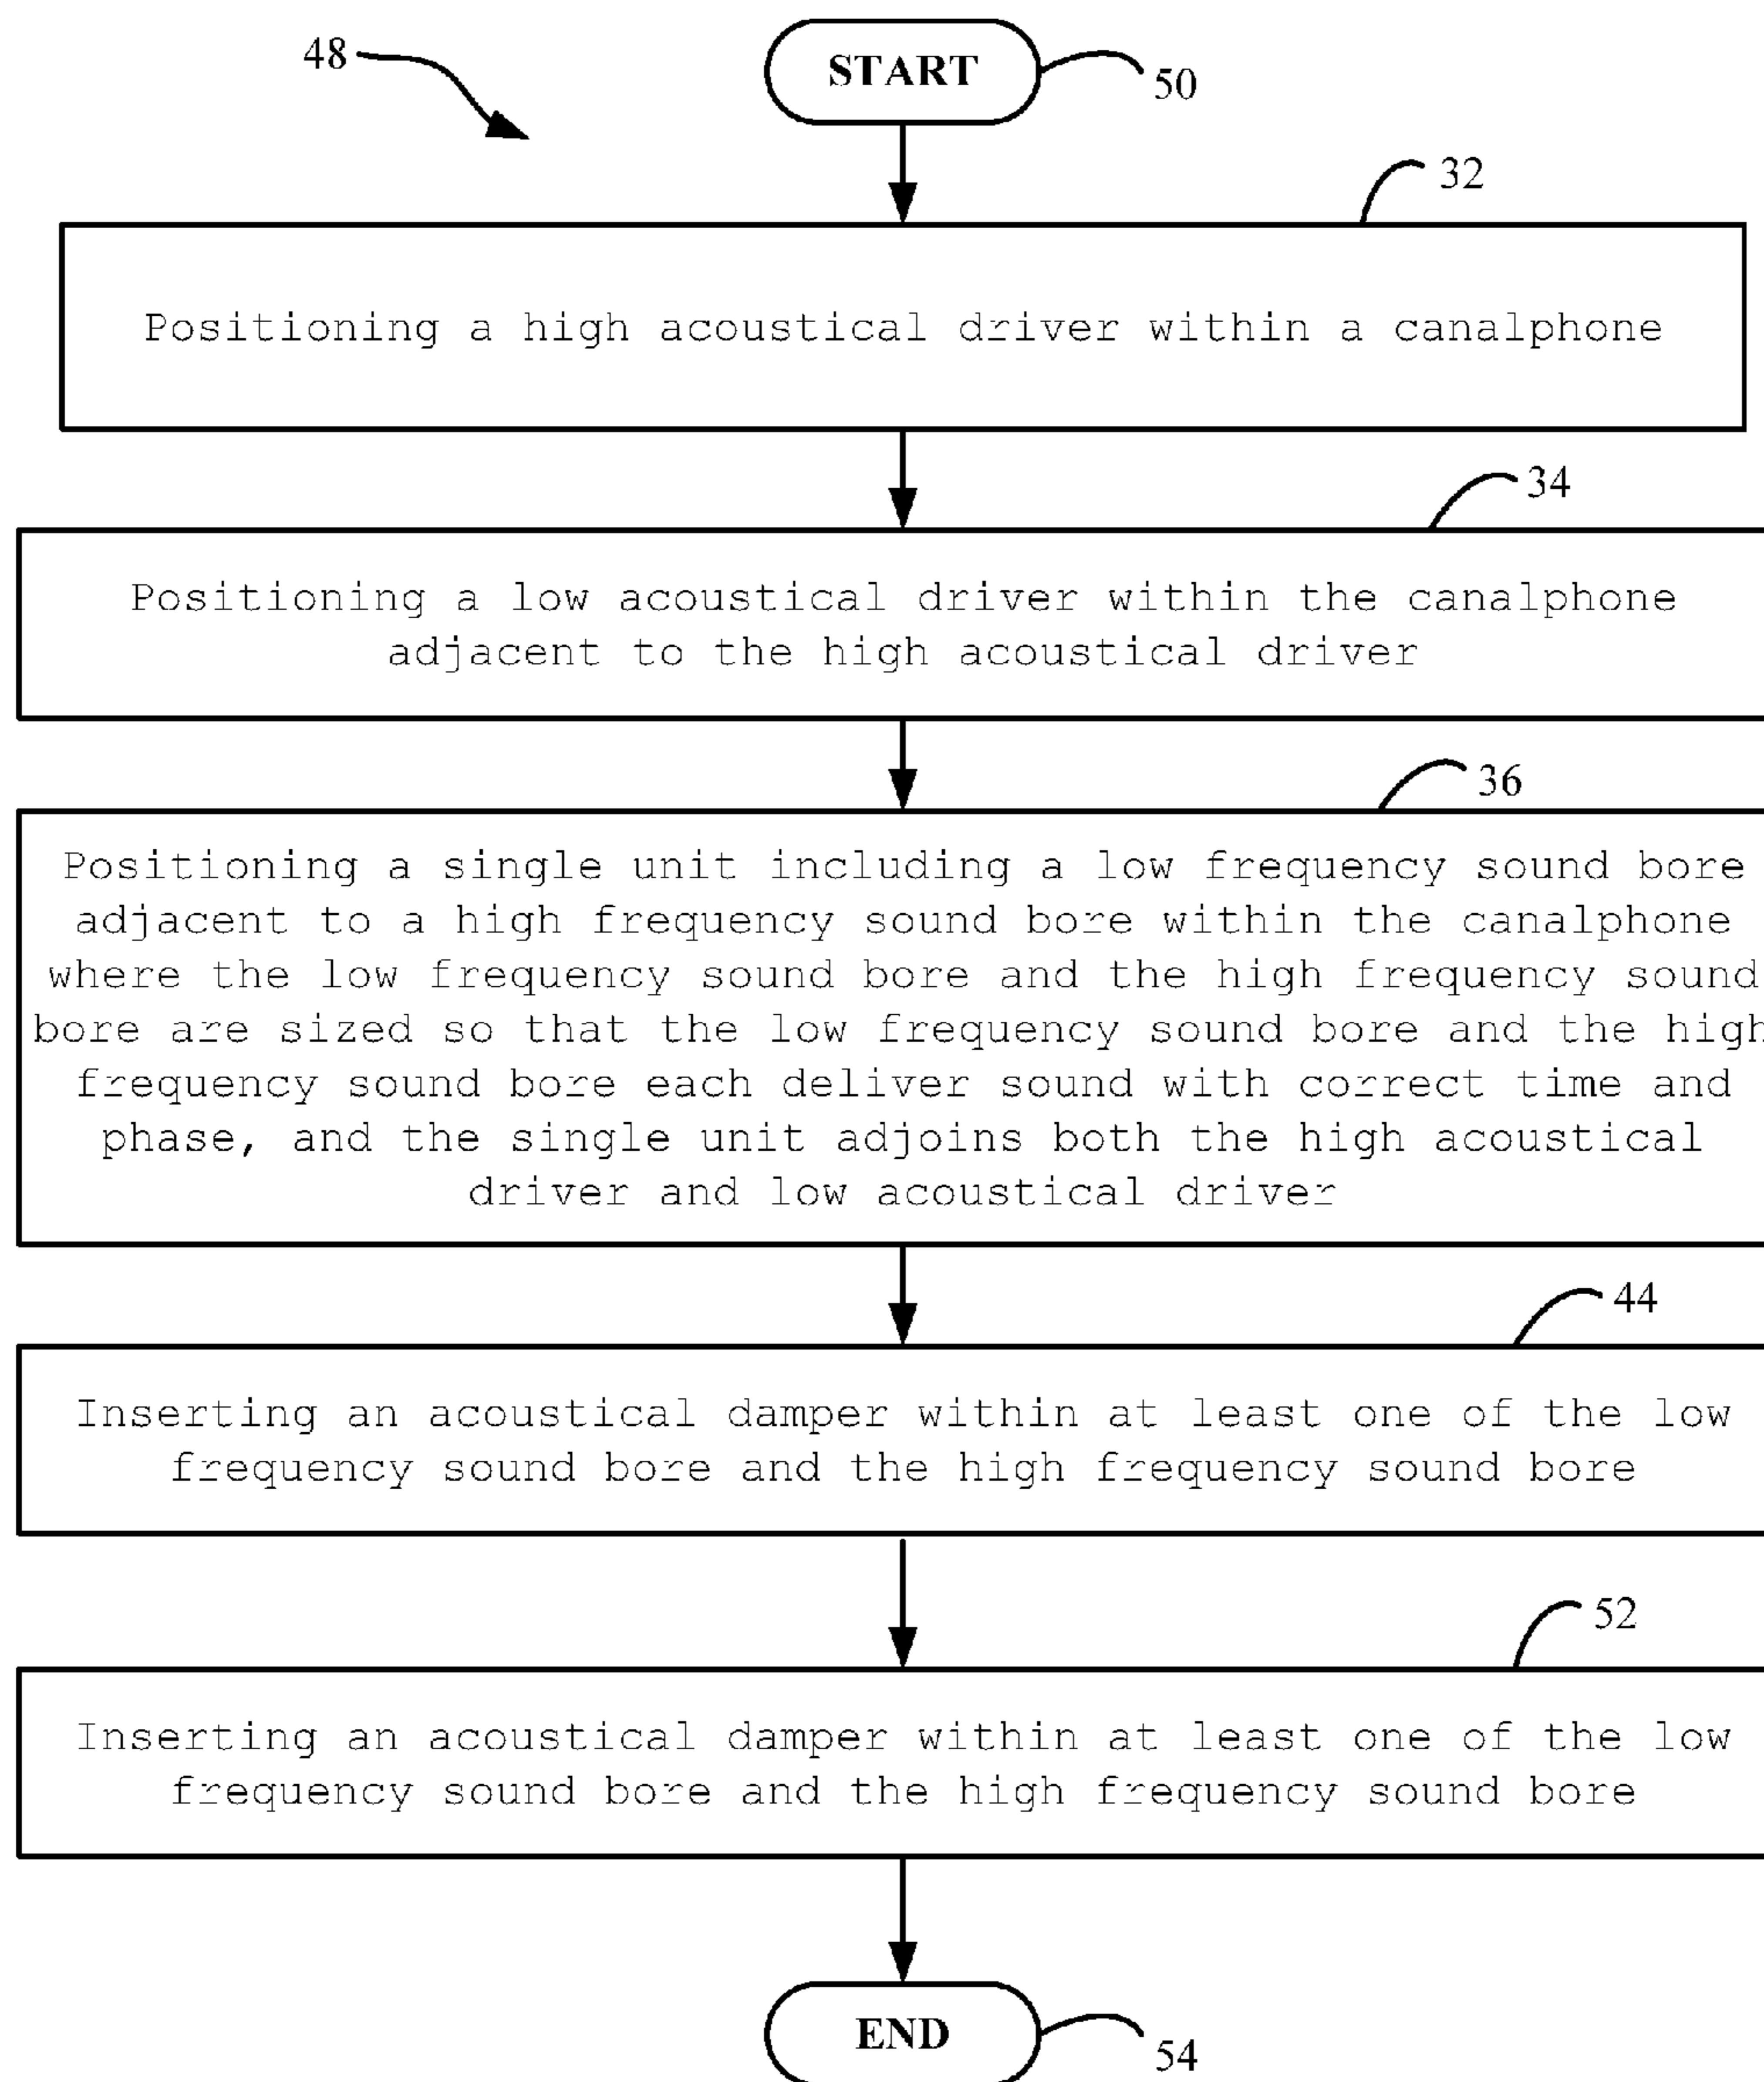 48
START
50
32
Positioning a high acoustical driver within a canalphone
34
Positioning a low acoustical driver within the canalphone
adjacent to the high acoustical driver
36
Positioning a single unit including a low frequency sound bore
adjacent to a high frequency sound bore within the canalphone
where the low frequency sound bore and the high frequency sound
bore are sized so that the low frequency sound bore and the high
frequency sound bore each deliver sound with correct time and
phase, and the single unit adjoins both the high acoustical
driver and low acoustical driver
44
Inserting an acoustical damper within at least one of the low
frequency sound bore and the high frequency sound bore
52
Inserting an acoustical damper within at least one of the low
frequency sound bore and the high frequency sound bore
END
54